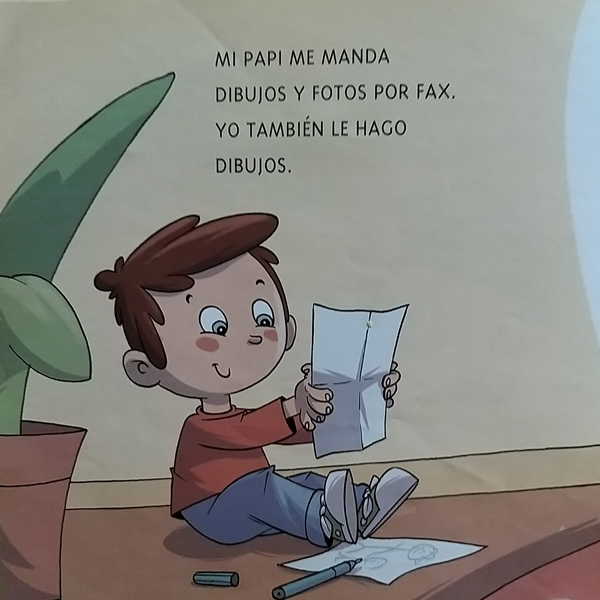 MI PAPI ME MANDA
DIBUJOS Y FOTOS POR FAX.
YO TAMBIÉN LE HAGO
DIBUJOS.